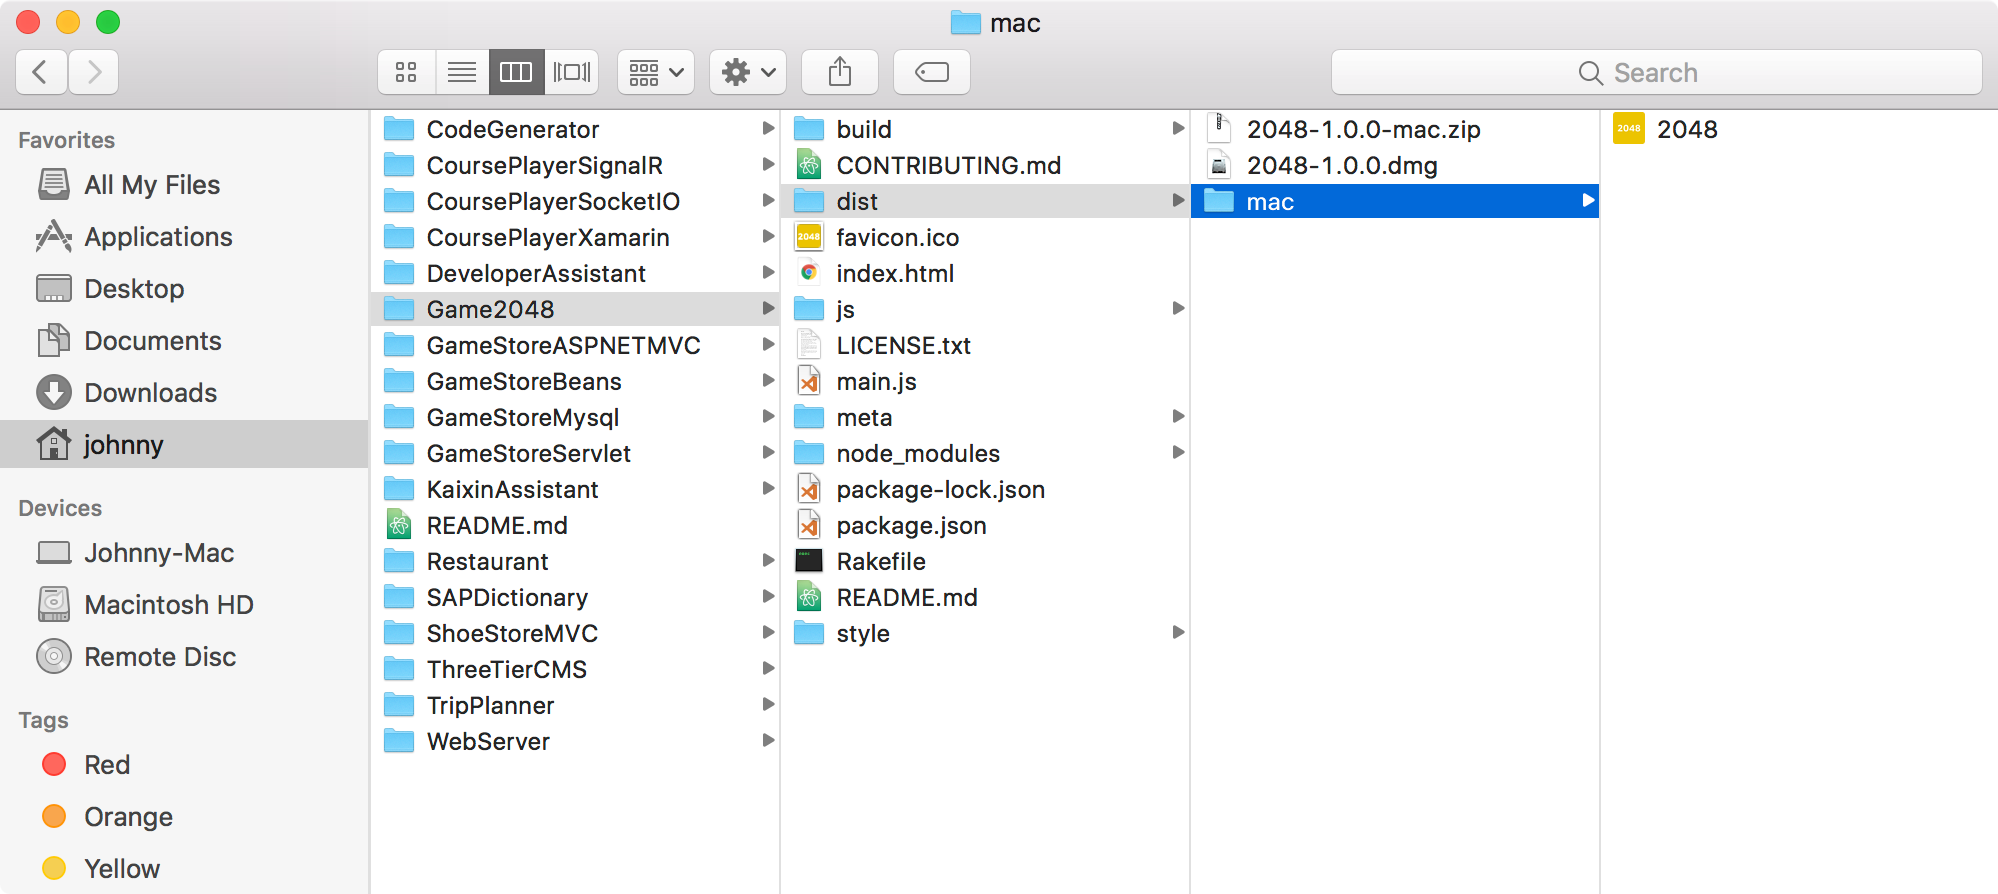 mac
Search
Favorites
All My Files
Applications
Desktop
Documents
Downloads
johnny
Devices
Johnny-Mac
Macintosh HD
Remote Disc
Tags
Red
Orange
Yellow
CodeGenerator
CoursePlayerSignalR
CoursePlayerSocketIO
CoursePlayerXamarin
DeveloperAssistant
Game2048
GameStoreASPNETMVC
GameStoreBeans
GameStoreMysql
GameStoreServlet
KaixinAssistant
README.md
Restaurant
SAPDictionary
ShoeStoreMVC
ThreeTierCMS
TripPlanner
WebServer
build
CONTRIBUTING.md
dist
2048
favicon.ico
index.html
js
LICENSE.txt
main.js
meta
node_modules
package-lock.json
package.json
Rakefile
README.md
style
2048-1.0.0-mac.zip
2048-1.0.0.dmg
mac
2048
2048